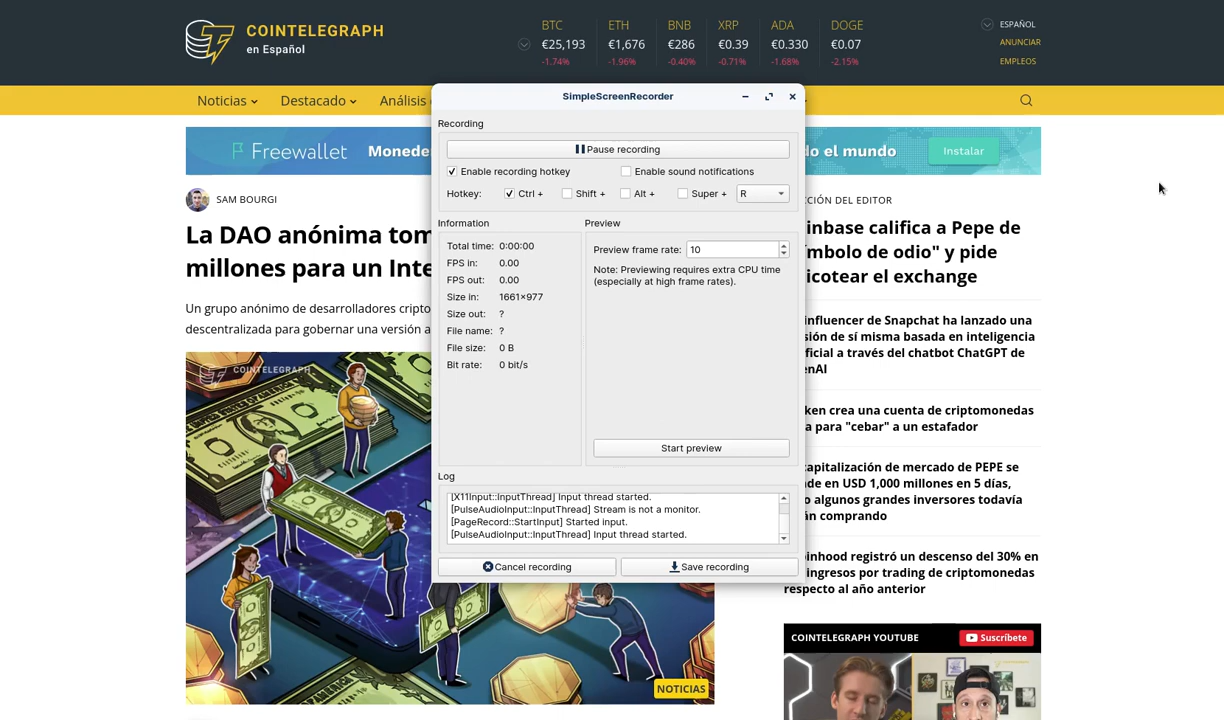 COINTELEGRAPH
en Español
BTC ETH BNB XRP ADA DOGE
€25,193 €1,676 €286 €0.39 €0.330 €0.07
-1.74% -1.96% -0.40% -0.71% -1.68% -2.15%
ESPAÑOL
ANUNCIAR
EMPLEOS
Noticias Destacado Análisis
Freewallet Moned
do el mundo Instalar
SAM BOURGI
La DAO anónima tom
millones para un Inte
Un grupo anónimo de desarrolladores cripto
descentralizada para gobernar una versión a
COINTELEGRAPH
NOTICIAS
SimpleScreenRecorder
Recording
Pause recording
Enable recording hotkey Enable sound notifications
Hotkey: Ctrl + Shift + Alt + Super + R
Information
Total time: 0:00:00
FPS in: 0.00
FPS out: 0.00
Size in: 1661×977
Size out: ?
File name: ?
File size: 0 B
Bit rate: 0 bit/s
Preview
Preview frame rate: 10
Note: Previewing requires extra CPU time
(especially at high frame rates).
Start preview
Log
[X11Input::InputThread] Input thread started.
[PulseAudioInput::InputThread] Stream is not a monitor.
[PageRecord::StartInput] Started input.
[PulseAudioInput::InputThread] Input thread started.
Cancel recording Save recording
CCIÓN DEL EDITOR
inbase califica a Pepe de
mbolo de odio" y pide
icotear el exchange
influencer de Snapchat ha lanzado una
sión de sí misma basada en inteligencia
ficial a través del chatbot ChatGPT de
enAI
ken crea una cuenta de criptomonedas
a para "cebar" a un estafador
apitalización de mercado de PEPE se
nde en USD 1,000 millones en 5 días,
o algunos grandes inversores todavía
án comprando
inhood registró un descenso del 30% en
ingresos por trading de criptomonedas
respecto al año anterior
COINTELEGRAPH YOUTUBE Suscríbete